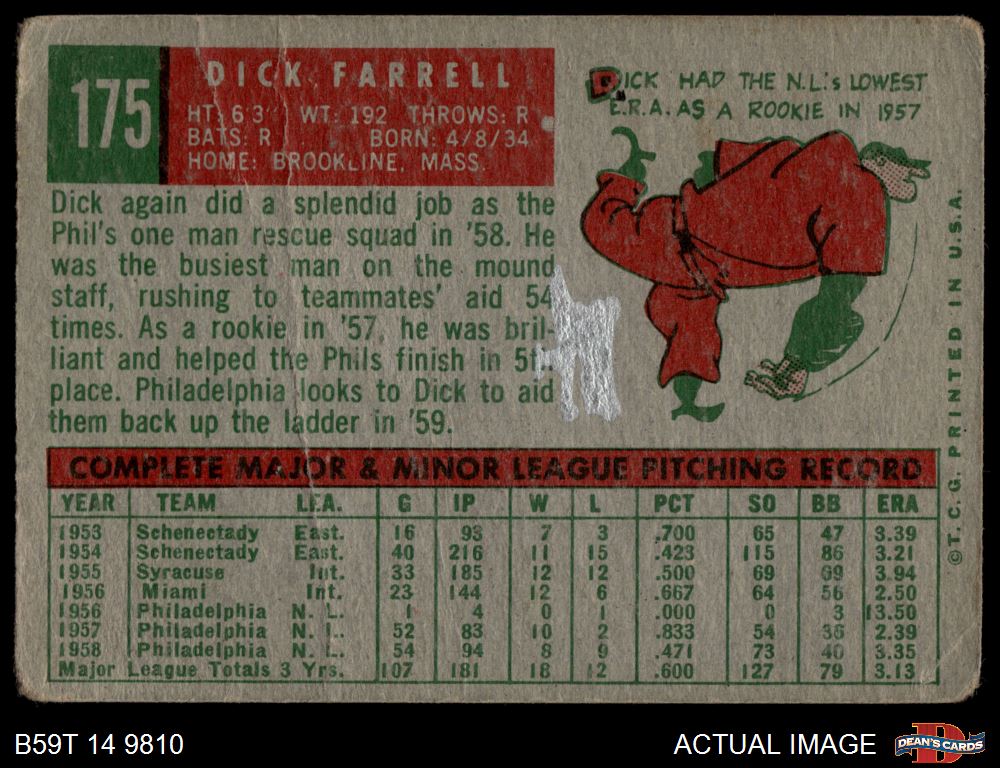 175
DICK FARRELL
HT: 6'3" WT: 192 THROWS: R
BATS: R BORN: 4/8/34
HOME: BROOKLINE, MASS.
DICK HAD THE N.L.'s LOWEST
E.R.A. AS A ROOKIE IN 1957
Dick again did a splendid job as the
Phil's one man rescue squad in '58. He
was the busiest man on the mound
staff, rushing to teammates' aid 54
times. As a rookie in '57, he was bril-
liant and helped the Phils finish in
place. Philadelphia looks to Dick to aid
them back up the ladder in '59.
COMPLETE MAJOR & MINOR LEAGUE PITCHING RECORD
YEAR TEAM LEA. G IP W L PCT SO BB ERA
1953 Schenectady East. 16 93 7 3 .700 65 47 3.39
1954 Schenectady East. 40 216 11 15 .423 115 86 3.21
1955 Syracuse Int. 33 185 12 12 .500 69 69 3.94
1956 Miami Int. 23 144 12 6 .667 64 56 2.50
1956 Philadelphia N. L. 1 4 0 1 .000 0 3 13.50
1957 Philadelphia N. L. 52 83 10 2 .833 54 36 2.39
1958 Philadelphia N. L. 54 94 8 9 .471 73 40 3.35
Major League Totals 3 Yrs. 107 181 18 12 .600 127 79 3.13
©T. C. G. PRINTED IN U.S.A.
B59T 14 9810
ACTUAL IMAGE
DEAN'S CARDS